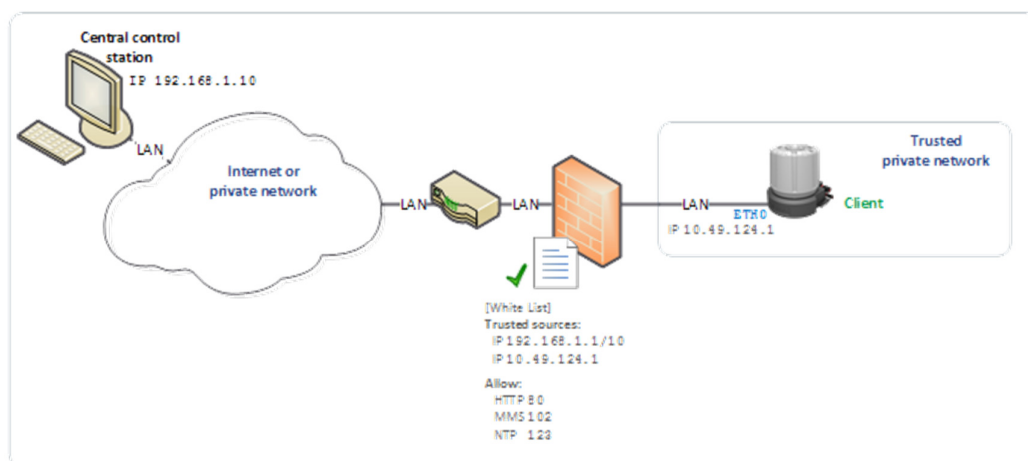 Central control
station
IP 192.168.1.10
LAN
Internet or
private network
LAN
LAN
Trusted
private network
LAN
ETH0
IP 10.49.124.1
Client
[White List]
Trusted sources:
IP 192.168.1.1/10
IP 10.49.124.1
Allow:
HTTP 80
MMS 102
NTP 123